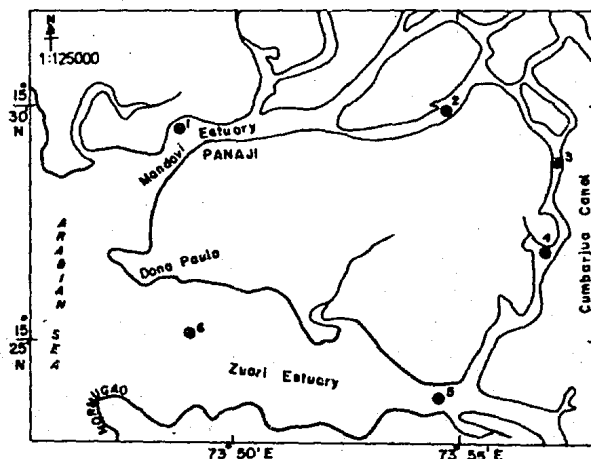 N
1:125000
15°
30
N
1
Mandovi Estuary
PANAJI
2
3
Cumbarjua Canal
4
ARABIAN SEA
Dona Paula
6
15°
25
N
Zuari Estuary
5
MORMUGAO
73°50'E
73°55'E